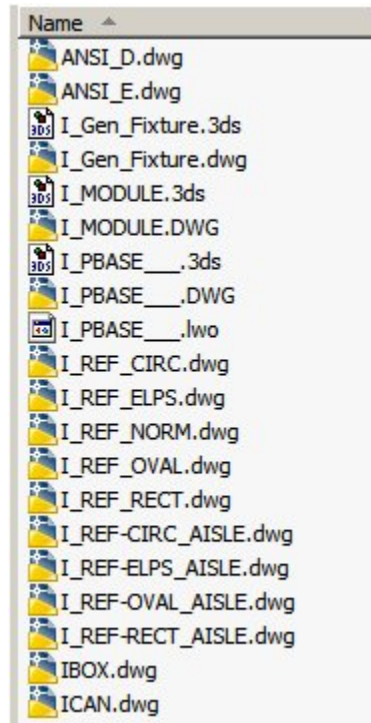 Name
ANSI_D.dwg
ANSI_E.dwg
I_Gen_Fixture.3ds
I_Gen_Fixture.dwg
I_MODULE.3ds
I_MODULE.DWG
I_PBASE___.3ds
I_PBASE___.DWG
I_PBASE___.lwo
I_REF_CIRC.dwg
I_REF_ELPS.dwg
I_REF_NORM.dwg
I_REF_OVAL.dwg
I_REF_RECT.dwg
I_REF-CIRC_AISLE.dwg
I_REF-ELPS_AISLE.dwg
I_REF-OVAL_AISLE.dwg
I_REF-RECT_AISLE.dwg
IBOX.dwg
ICAN.dwg